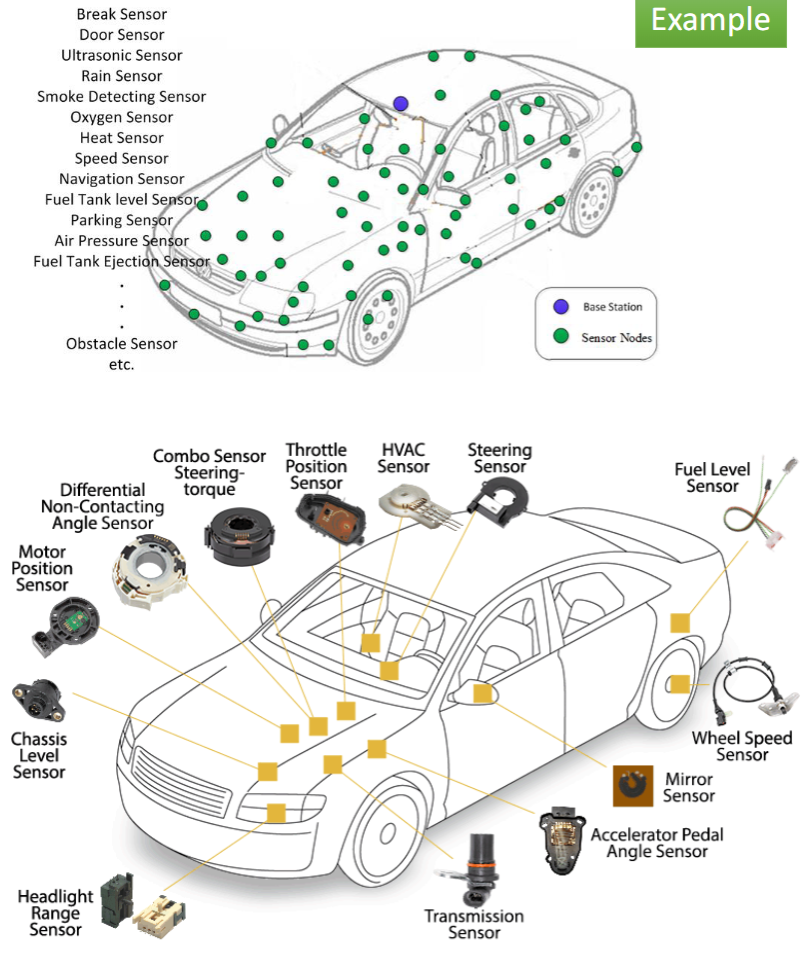 Example
Break Sensor
Door Sensor
Ultrasonic Sensor
Rain Sensor
Smoke Detecting Sensor
Oxygen Sensor
Heat Sensor
Speed Sensor
Navigation Sensor
Fuel Tank level Sensor
Parking Sensor
Air Pressure Sensor
Fuel Tank Ejection Sensor
.
.
.
Obstacle Sensor
etc.
Base Station
Sensor Nodes
Combo Sensor
Steering-
torque
Throttle
Position
Sensor
HVAC
Sensor
Steering
Sensor
Fuel Level
Sensor
Differential
Non-Contacting
Angle Sensor
Motor
Position
Sensor
Chassis
Level
Sensor
Wheel Speed
Sensor
Mirror
Sensor
Accelerator Pedal
Angle Sensor
Headlight
Range
Sensor
Transmission
Sensor